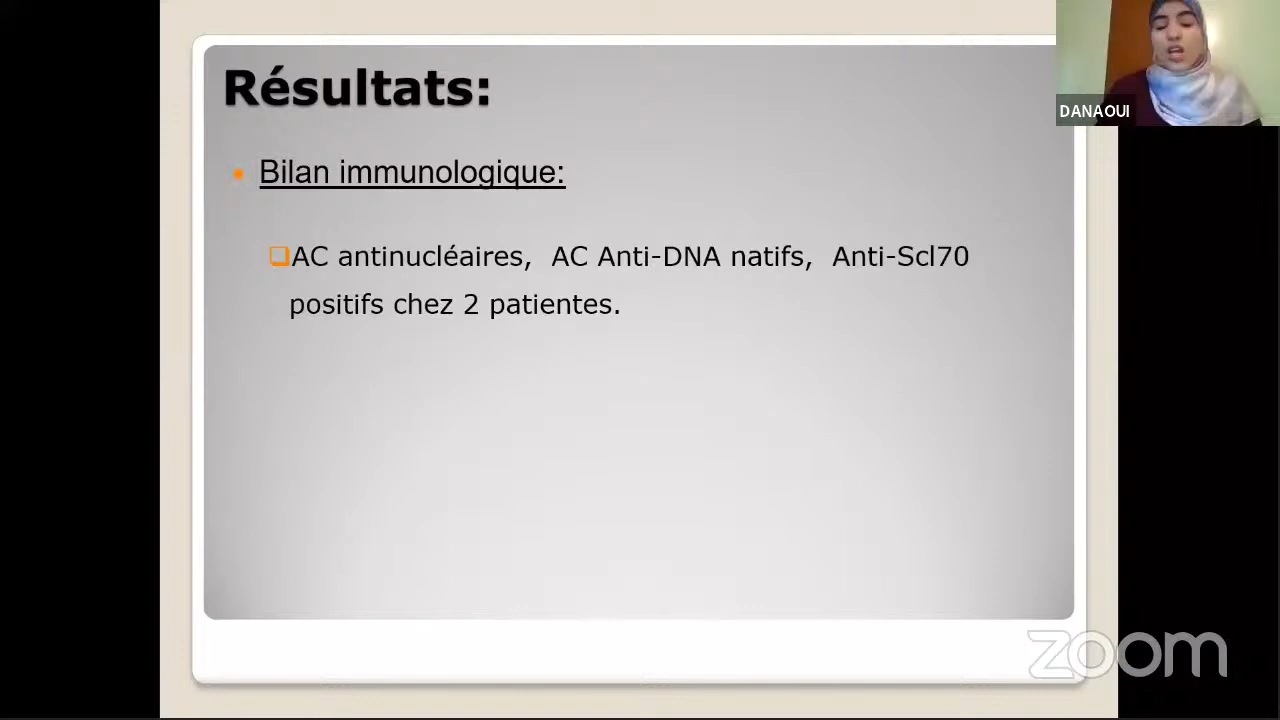 Résultats:
DANAOUI
Bilan immunologique:
AC antinucléaires, AC Anti-DNA natifs, Anti-Scl70
positifs chez 2 patientes.
zoom